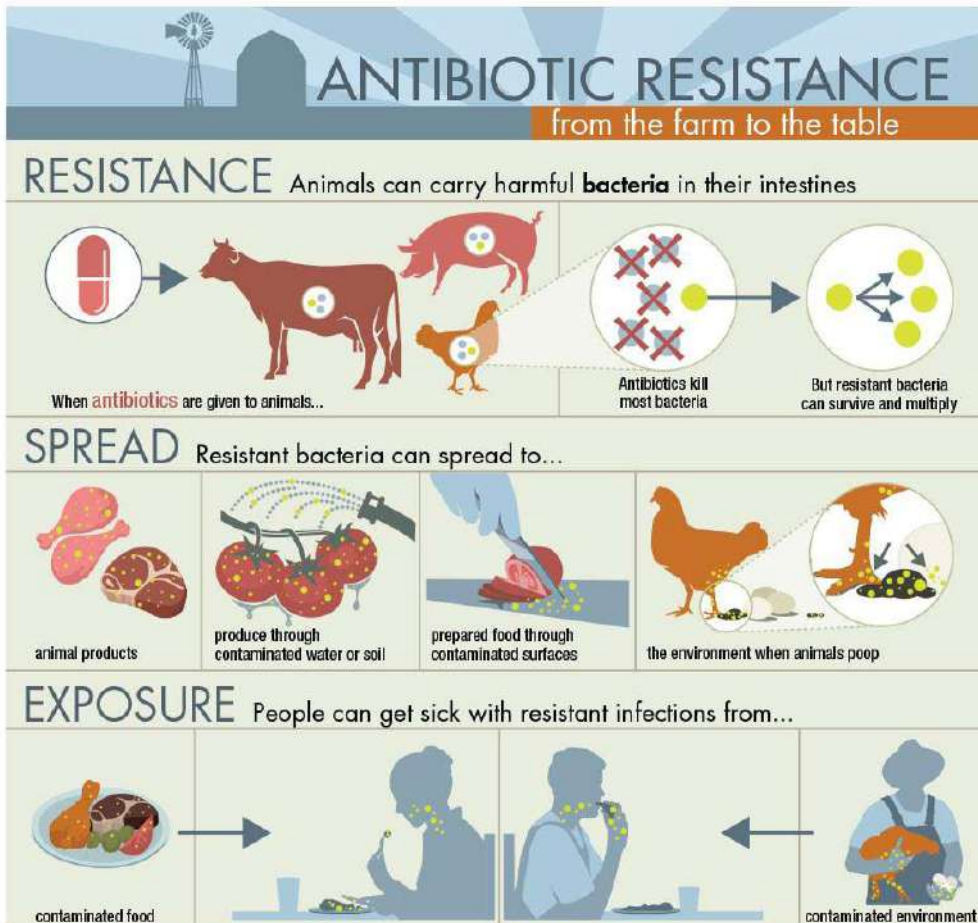 ANTIBIOTIC RESISTANCE
from the farm to the table
RESISTANCE Animals can carry harmful bacteria in their intestines
When antibiotics are given to animals...
Antibiotics kill
most bacteria
But resistant bacteria
can survive and multiply
SPREAD Resistant bacteria can spread to...
animal products
produce through
contaminated water or soil
prepared food through
contaminated surfaces
the environment when animals poop
EXPOSURE People can get sick with resistant infections from...
contaminated food
contaminated environment